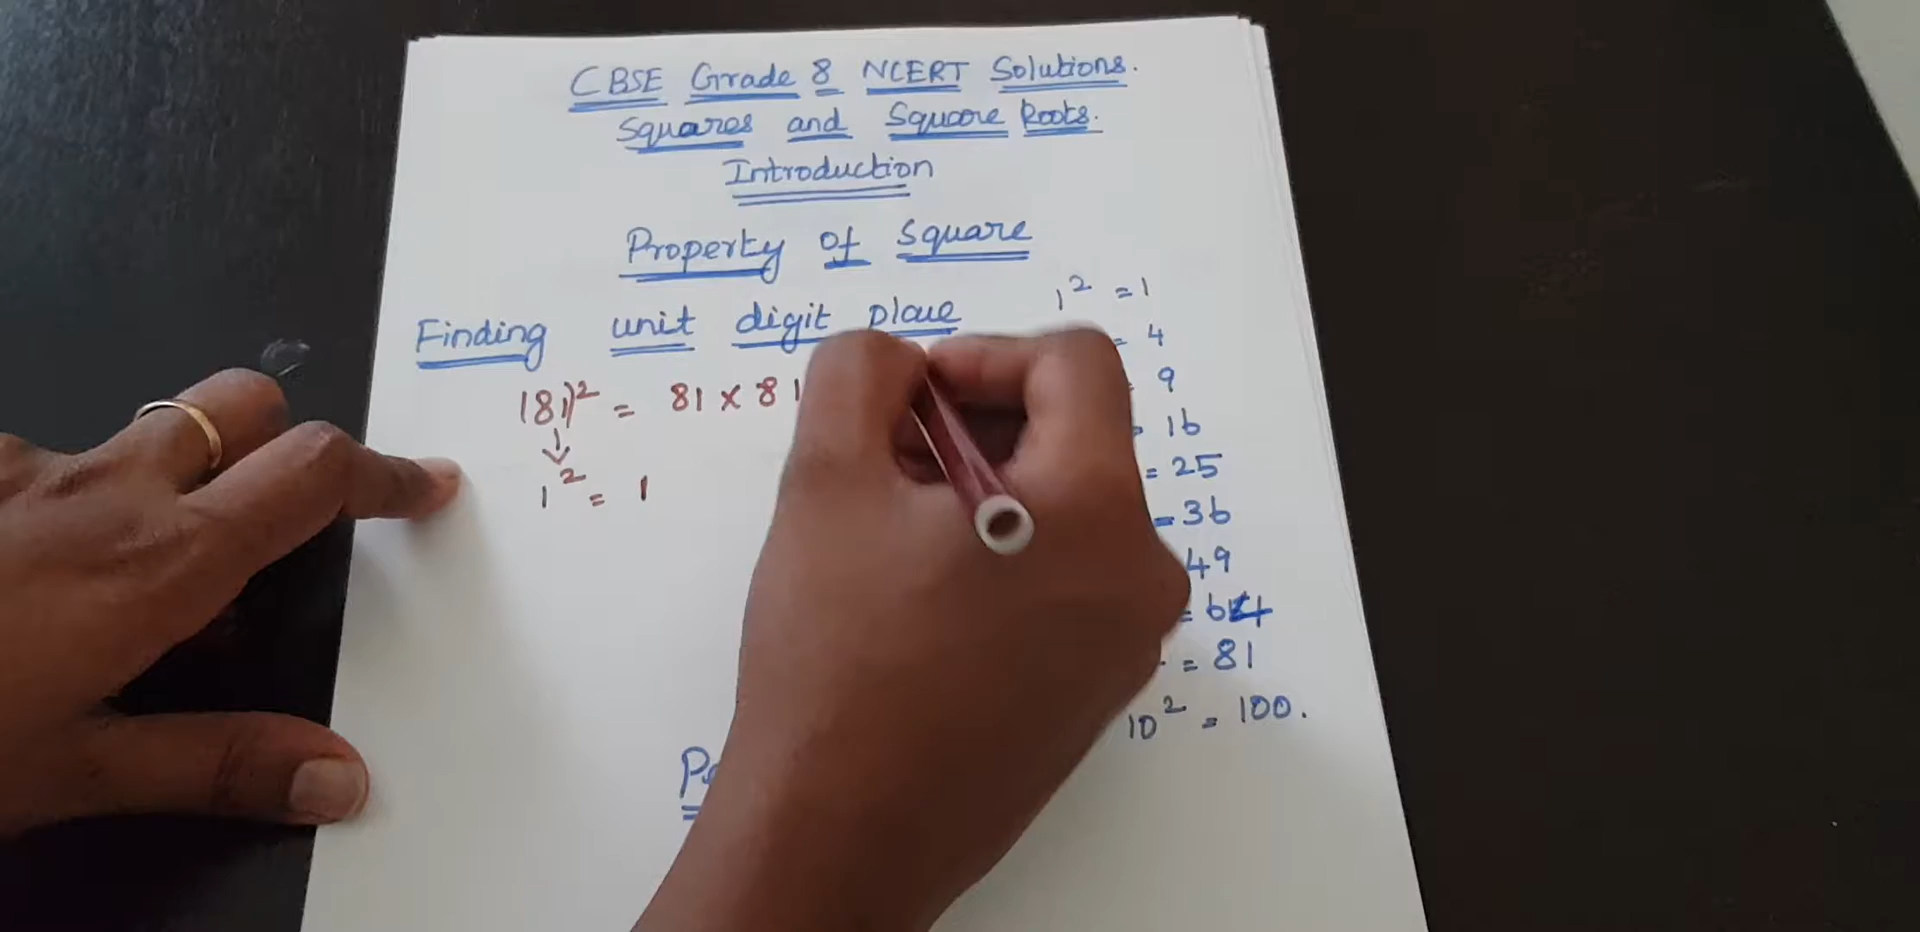 CBSE Grade 8 NCERT Solutions.
Squares and Square Roots.
Introduction
Property of Square
Finding unit digit place
(81)² = 81 x 81
1² = 1
1² = 1
= 4
9
16
= 25
= 36
49
= 64
= 81
10² = 100.